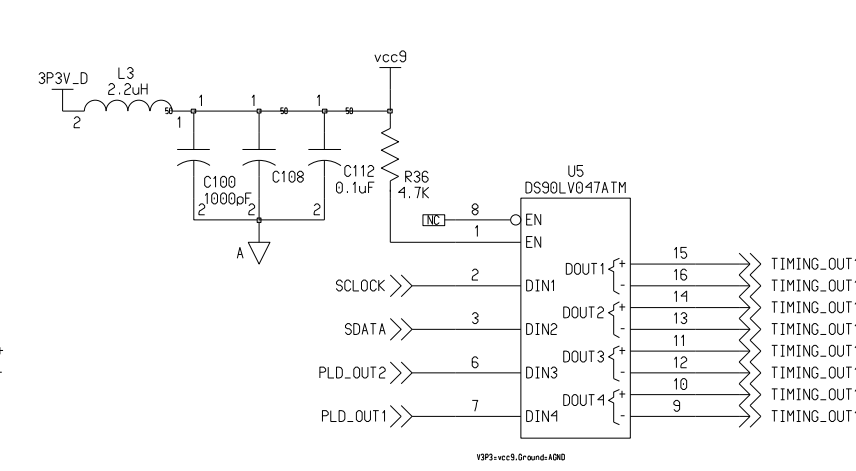 vcc9
3P3V_D
L3
2.2uH
50
50
50
1
1
1
2
1
C100
1000pF
C108
C112
0.1uF
R36
4.7K
2
2
2
A
U5
DS90LV047ATM
NC
8
EN
1
EN
SCLOCK
2
DIN1
SDATA
3
DIN2
PLD_OUT2
6
DIN3
PLD_OUT1
7
DIN4
DOUT1
+
-
DOUT2
+
-
DOUT3
+
-
DOUT4
+
-
15
TIMING_OUT1
16
TIMING_OUT1
14
TIMING_OUT1
13
TIMING_OUT1
11
TIMING_OUT1
12
TIMING_OUT1
10
TIMING_OUT1
9
TIMING_OUT1
+
-
V3P3=vcc9.Ground=AGND